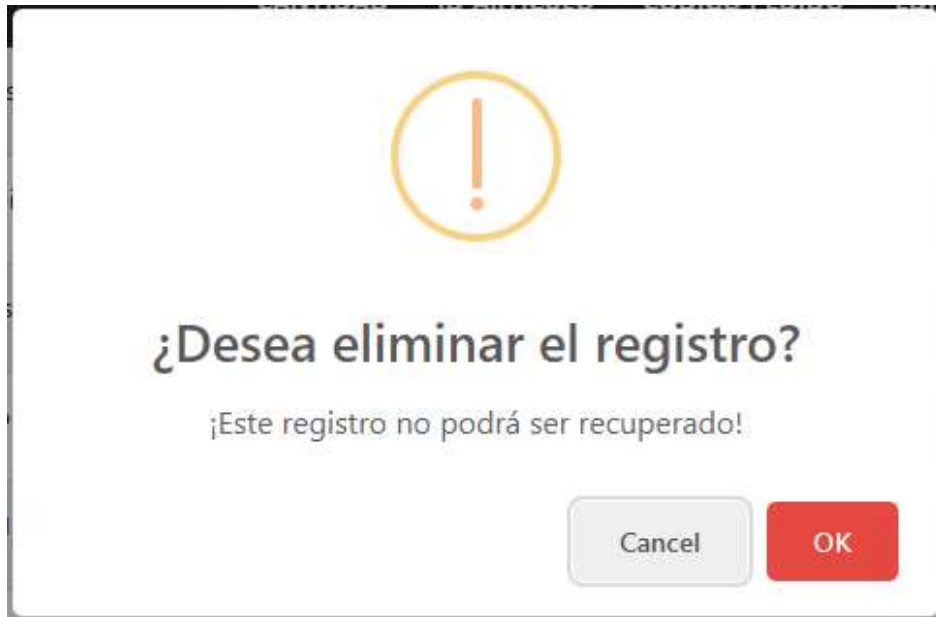 ¿Desea eliminar el registro?
¡Este registro no podrá ser recuperado!
Cancel
OK